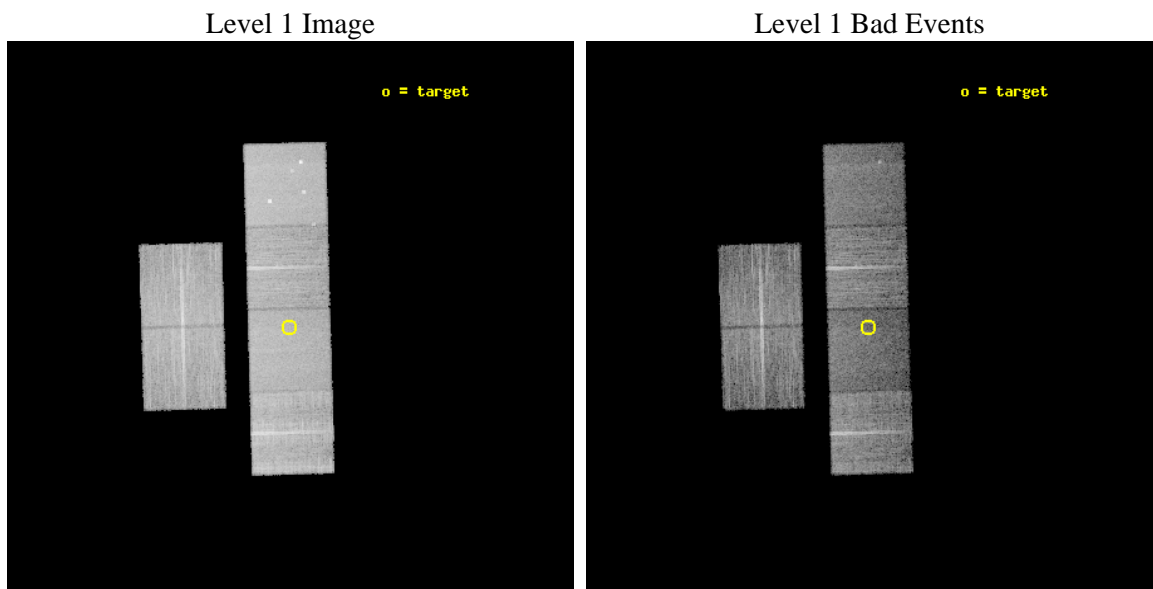 Level 1 Image
Level 1 Bad Events
o = target
o = target